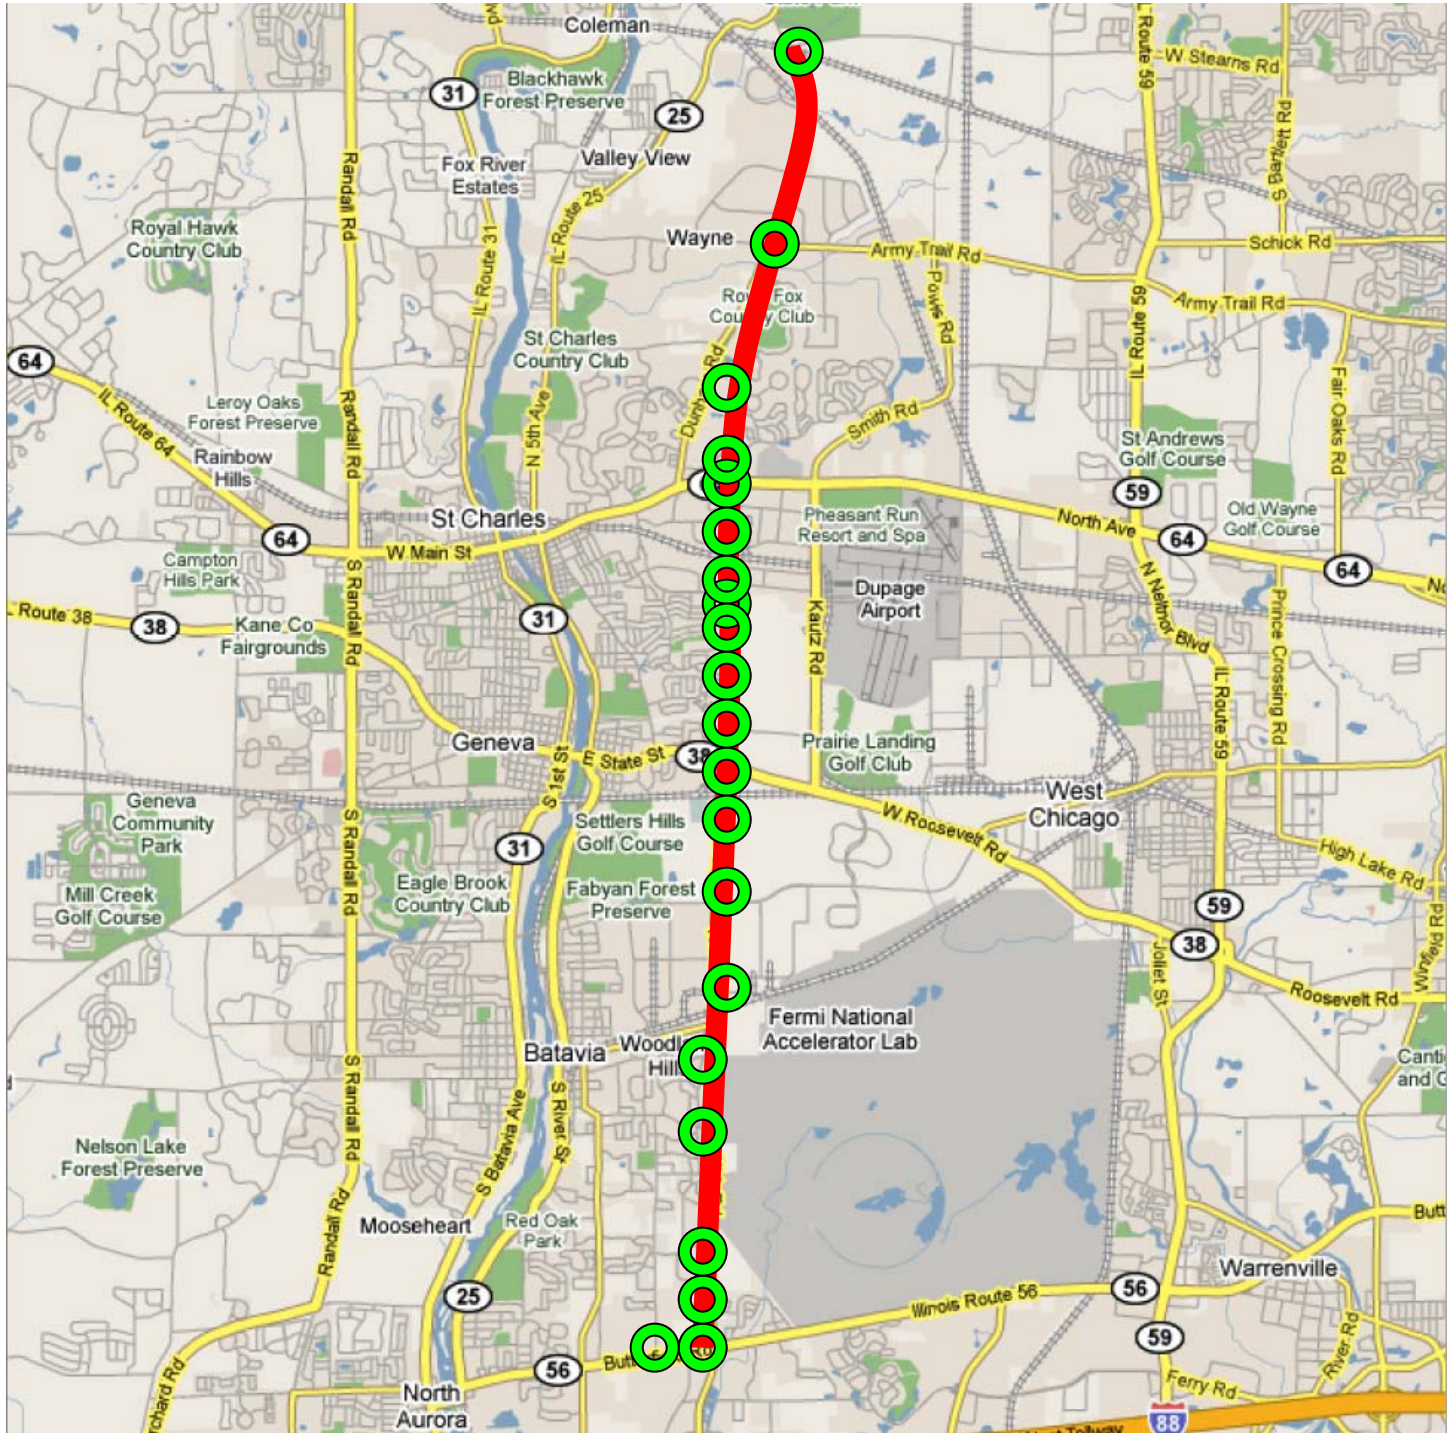 Coleman
IL Route 59
W Stearns Rd
Blackhawk
Forest Preserve
31
25
S Bartlett Rd
Randall Rd
Fox River
Estates
Valley View
IL Route 25
Royal Hawk
Country Club
Wayne
Army Trail Rd
Schick Rd
IL Route 31
Powis Rd
Army Trail Rd
IL Route 59
St Charles
Country Club
64
IL Route 64
Leroy Oaks
Forest Preserve
Randall Rd
N 5th Ave
Smith Rd
Fair Oaks Rd
St Andrews
Golf Course
Rainbow
Hills
59
St Charles
Pheasant Run
Resort and Spa
North Ave
Old Wayne
Golf Course
64
W Main St
64
64
Campton
Hills Park
S Randall Rd
Dupage
Airport
N Neltnor Blvd
Prince Crossing Rd
Route 38
38
Kane Co
Fairgrounds
31
Kautz Rd
IL Route 59
Geneva
E State St
38
Prairie Landing
Golf Club
S 1st St
West
Chicago
Geneva
Community
Park
S Randall Rd
Settlers Hills
Golf Course
W Roosevelt Rd
31
High Lake Rd
Mill Creek
Golf Course
Eagle Brook
Country Club
Fabyan Forest
Preserve
59
38
Winfield Rd
Joliet St
Roosevelt Rd
Fermi National
Accelerator Lab
Batavia
S Randall Rd
S River St
S Batavia Ave
Nelson Lake
Forest Preserve
Randall Rd
Mooseheart
Red Oak
Park
25
Warrenville
Illinois Route 56
56
59
River Rd
56
Ferry Rd
North
Aurora
88